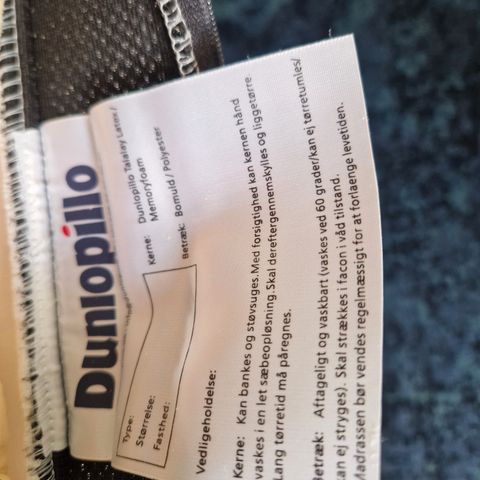 Dunlopillo
Type:
Størrelse:
Fasthed:
Kerne: Dunlopillo Talalay Latex /
Memoryfoam
Betræk: Bomuld / Polyester
Vedligeholdelse:
Kerne: Kan bankes og støvsuges.Med forsigtighed kan kernen hånd
vaskes i en let sæbeopløsning.Skal dereftergennemskylles og liggetørre
Lang tørretid må påregnes.
Betræk: Aftageligt og vaskbart (vaskes ved 60 grader/kan ej tørretumles/
kan ej stryges). Skal strækkes i facon i våd tilstand.
Madrassen bør vendes regelmæssigt for at forlaenge levetiden.